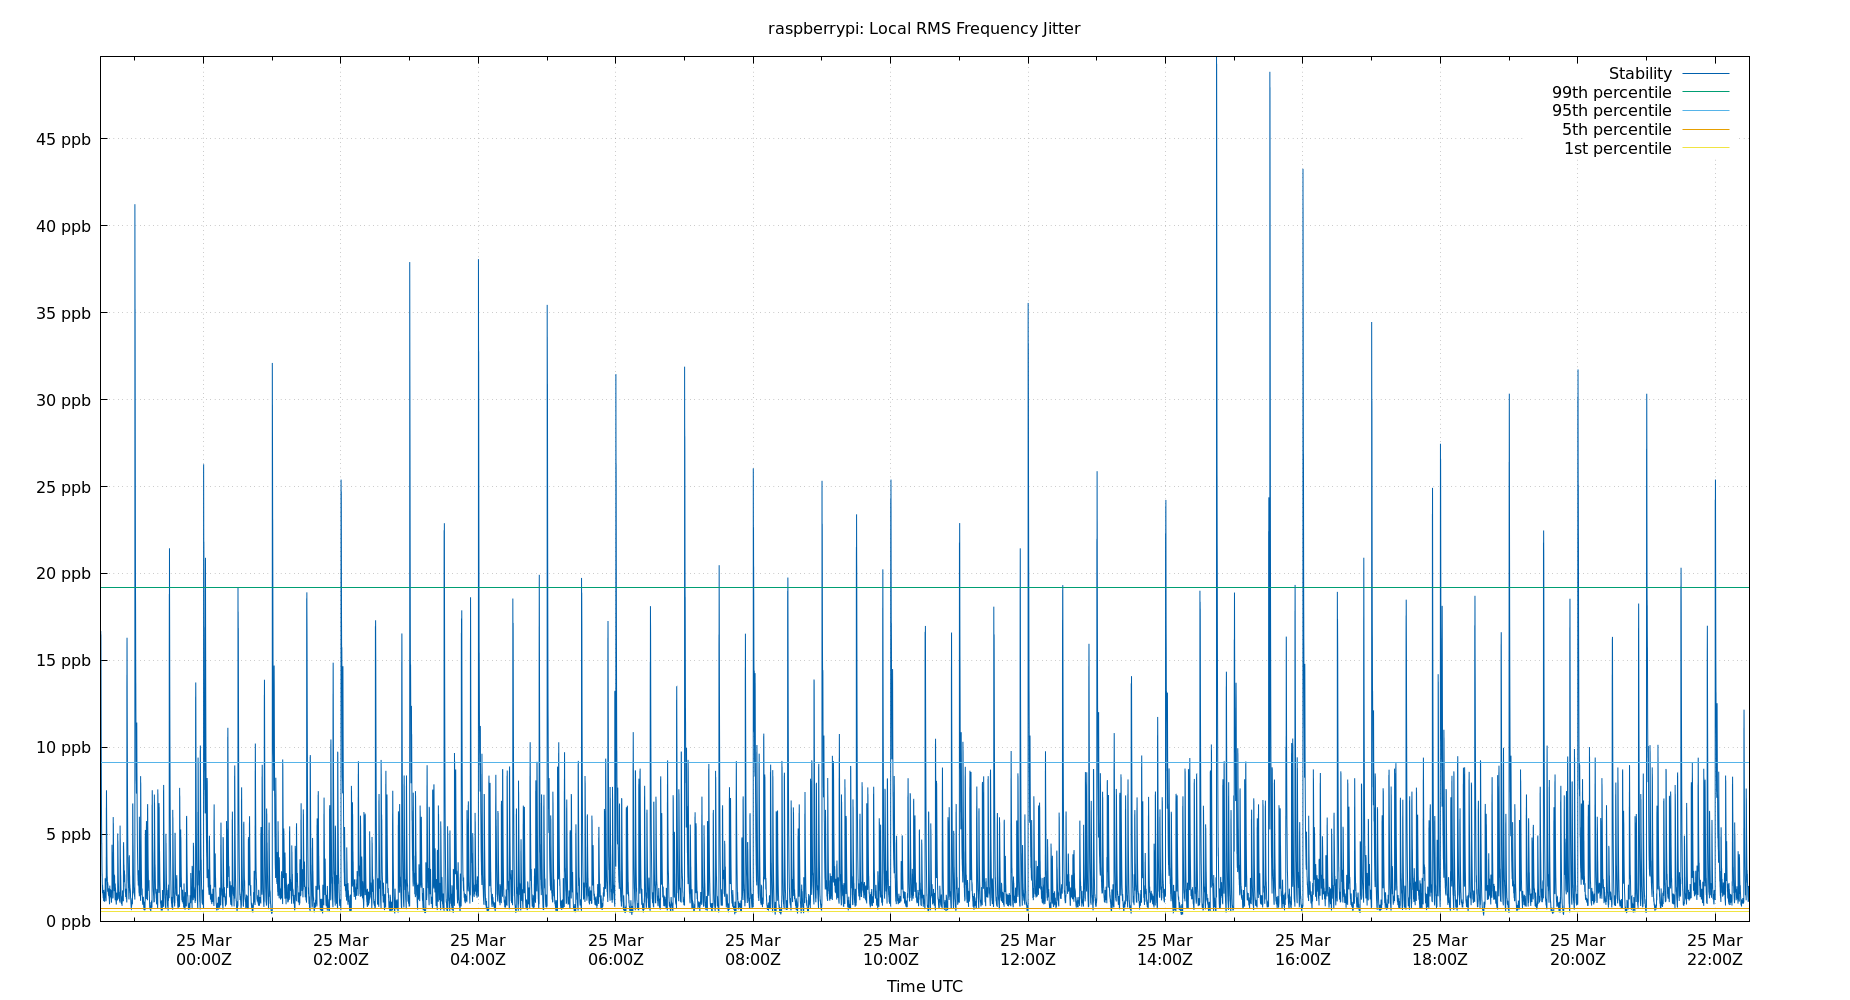 raspberrypi: Local RMS Frequency Jitter
Stability
99th percentile
95th percentile
5th percentile
1st percentile
45 ppb
40 ppb
35 ppb
30 ppb
25 ppb
20 ppb
15 ppb
10 ppb
5 ppb
0 ppb
25 Mar 25 Mar 25 Mar 25 Mar 25 Mar 25 Mar 25 Mar 25 Mar 25 Mar 25 Mar 25 Mar 25 Mar
00:00Z 02:00Z 04:00Z 06:00Z 08:00Z 10:00Z 12:00Z 14:00Z 16:00Z 18:00Z 20:00Z 22:00Z
Time UTC